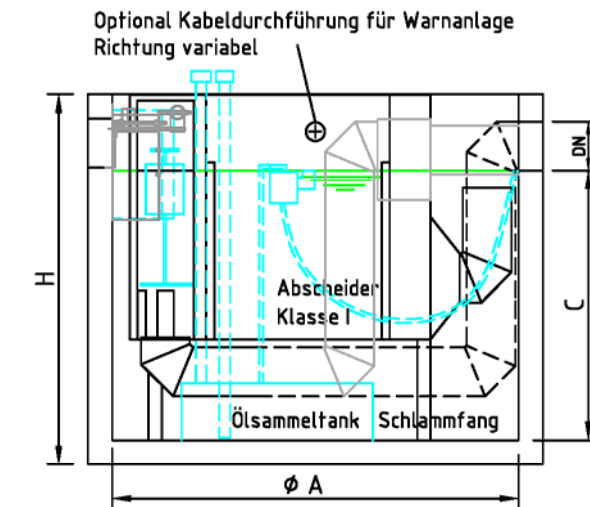 Optional Kabeldurchführung für Warnanlage
Richtung variabel
DN
H
C
Abscheider
Klasse I
Ölsammeltank
Schlammfang
Ø A